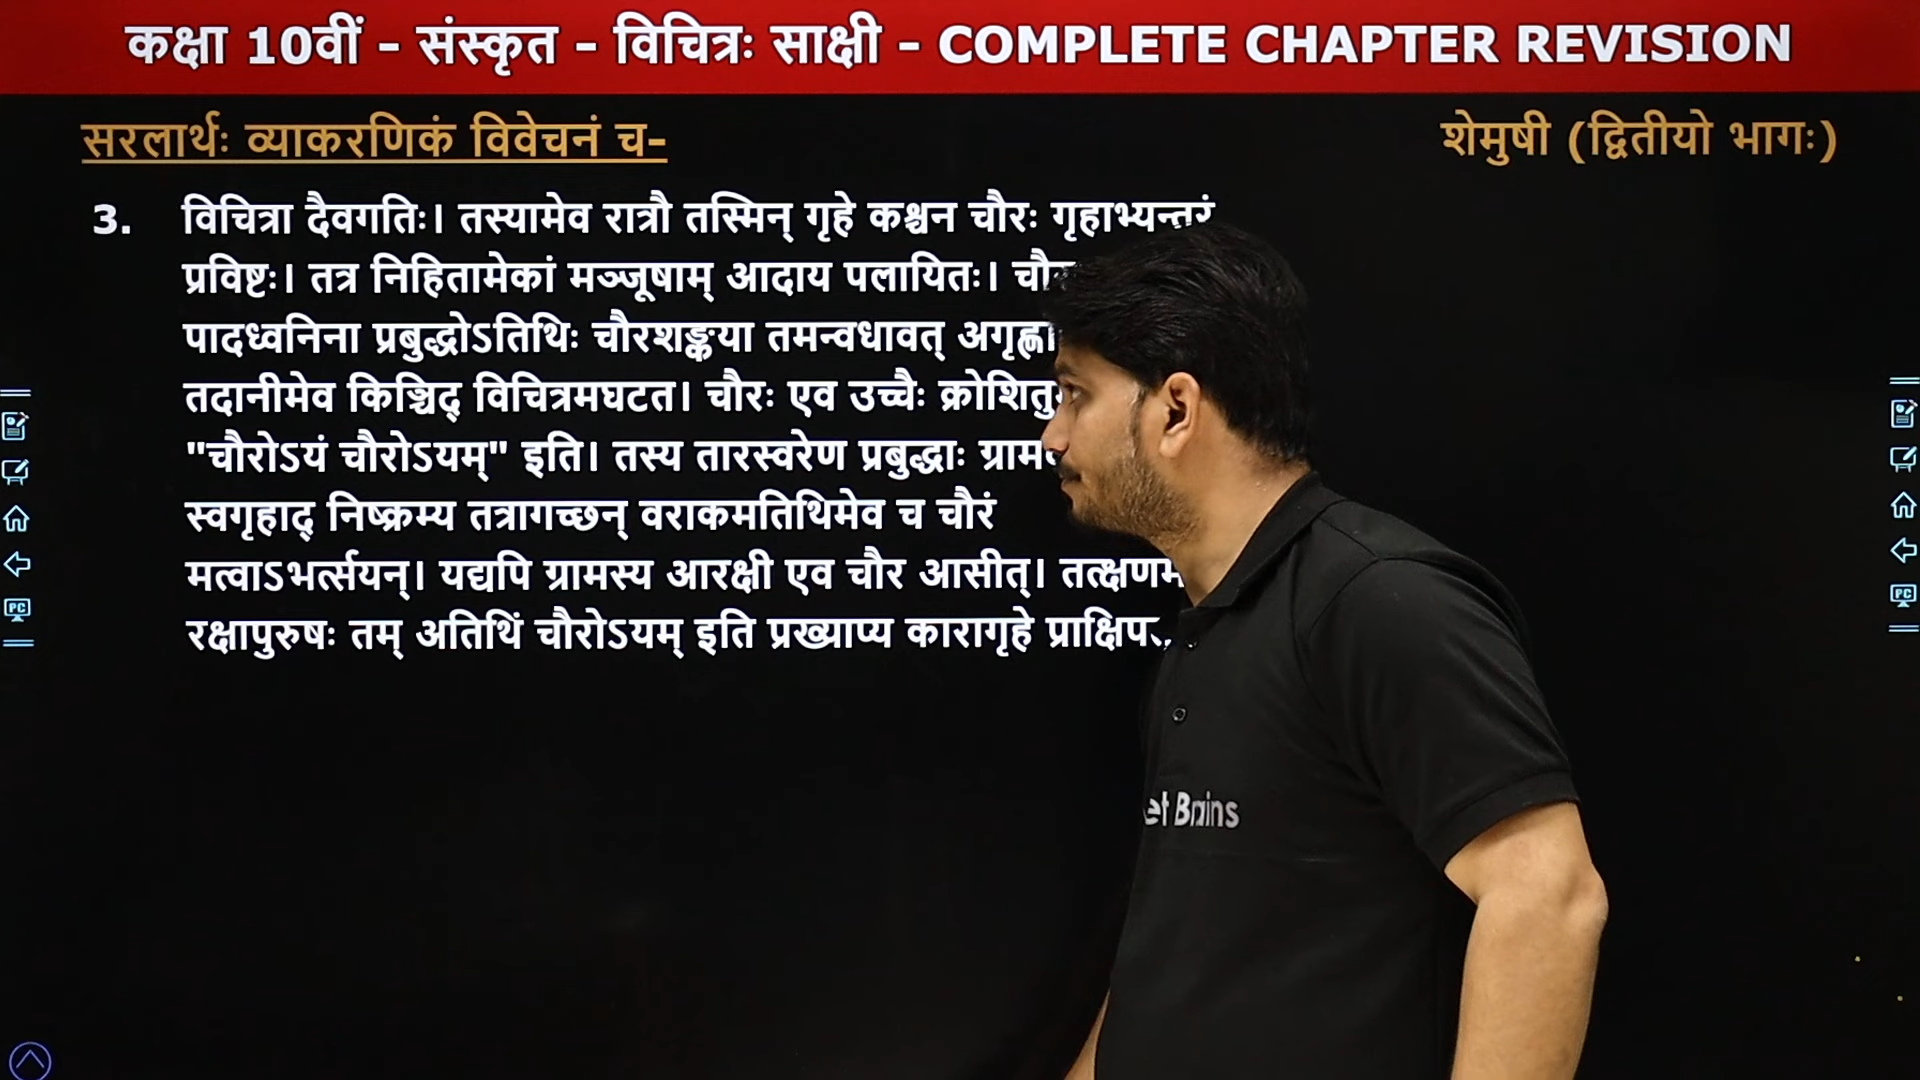 कक्षा 10वीं - संस्कृत - विचित्रः साक्षी - COMPLETE CHAPTER REVISION
सरलार्थः व्याकरणिकं विवेचनं च-
शेमुषी (द्वितीयो भागः)
3. विचित्रा दैवगतिः। तस्यामेव रात्रौ तस्मिन् गृहे कश्चन चौरः गृहाभ्यन्तरं
प्रविष्टः। तत्र निहितामेकां मञ्जूषाम् आदाय पलायितः।
पादध्वनिना प्रबुद्धोऽतिथिः चौरशङ्कया तमन्वधावत्
तदानीमेव किञ्चिद् विचित्रमघटत। चौरः एव उच्चैः
"चौरोऽयं चौरोऽयम्" इति। तस्य तारस्वरेण प्रबुद्धाः
स्वगृहाद् निष्क्रम्य तत्रागच्छन् वराकमतिथिमेव च चौरं
मत्वाऽभर्त्सयन्। यद्यपि ग्रामस्य आरक्षी एव चौर आसीत्।
रक्षापुरुषः तम् अतिथिं चौरोऽयम् इति प्रख्याप्य कारागृहे
PC
PC
Brains